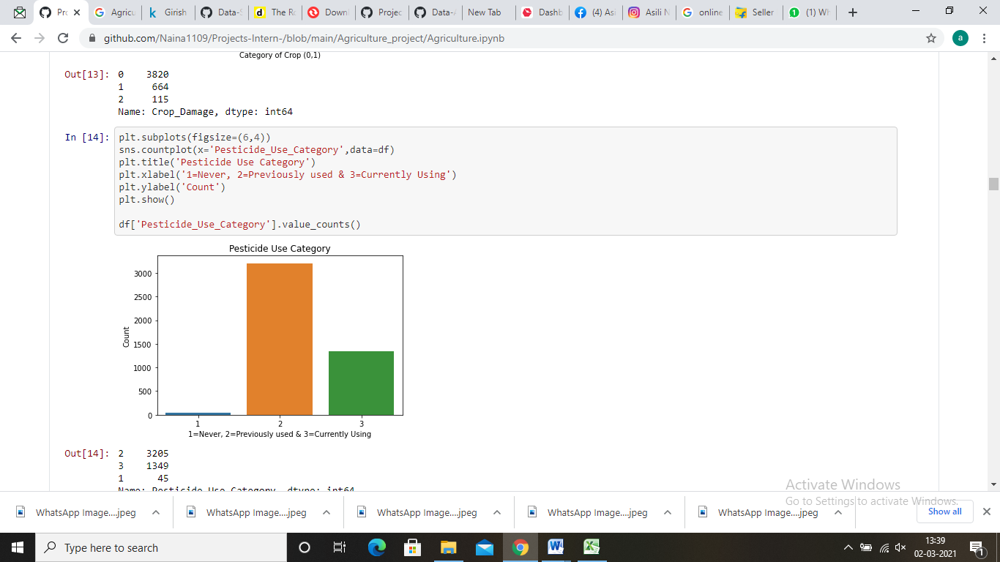 Pro
Agricu
Girish
Data-S
The Ro
Downl
Projec
Data-A
New Tab
Dashb
(4) Asi
Asili N
online
Seller
(1) Wh
github.com/Naina1109/Projects-Intern-/blob/main/Agriculture_project/Agriculture.ipynb
a
Category of Crop (0,1)
Out[13]: 0 3820
1 664
2 115
Name: Crop_Damage, dtype: int64
In [14]: plt.subplots(figsize=(6,4))
sns.countplot(x='Pesticide_Use_Category',data=df)
plt.title('Pesticide Use Category')
plt.xlabel('1=Never, 2=Previously used & 3=Currently Using')
plt.ylabel('Count')
plt.show()
df['Pesticide_Use_Category'].value_counts()
Pesticide Use Category
3000
2500
2000
1500
1000
500
0
Count
1 2 3
1=Never, 2=Previously used & 3=Currently Using
Out[14]: 2 3205
3 1349
1 45
Name: Pesticide_Use_Category, dtype: int64
Activate Windows
Go to Settings to activate Windows.
WhatsApp Image....jpeg
WhatsApp Image....jpeg
WhatsApp Image....jpeg
WhatsApp Image....jpeg
WhatsApp Image....jpeg
Show all
Type here to search
13:39
02-03-2021
1